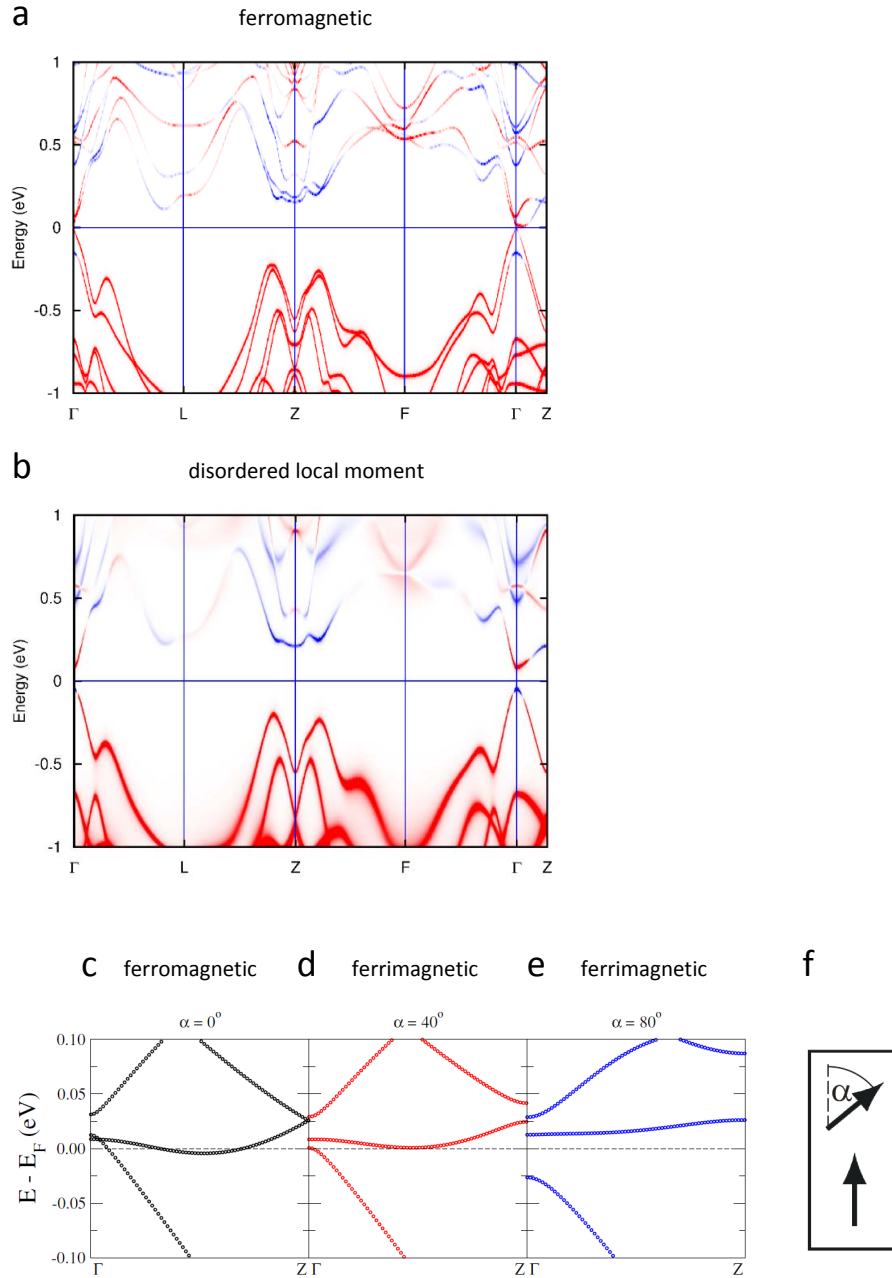 a
ferromagnetic
1
0.5
0
-0.5
-1
Energy (eV)
Γ L Z F Γ Z
b
disordered local moment
1
0.5
0
-0.5
-1
Energy (eV)
Γ L Z F Γ Z
c ferromagnetic d ferrimagnetic e ferrimagnetic f
α = 0° α = 40° α = 80°
0.10
0.05
0.00
-0.05
-0.10
E - E_F (eV)
Γ Z Γ Z Γ Z
α